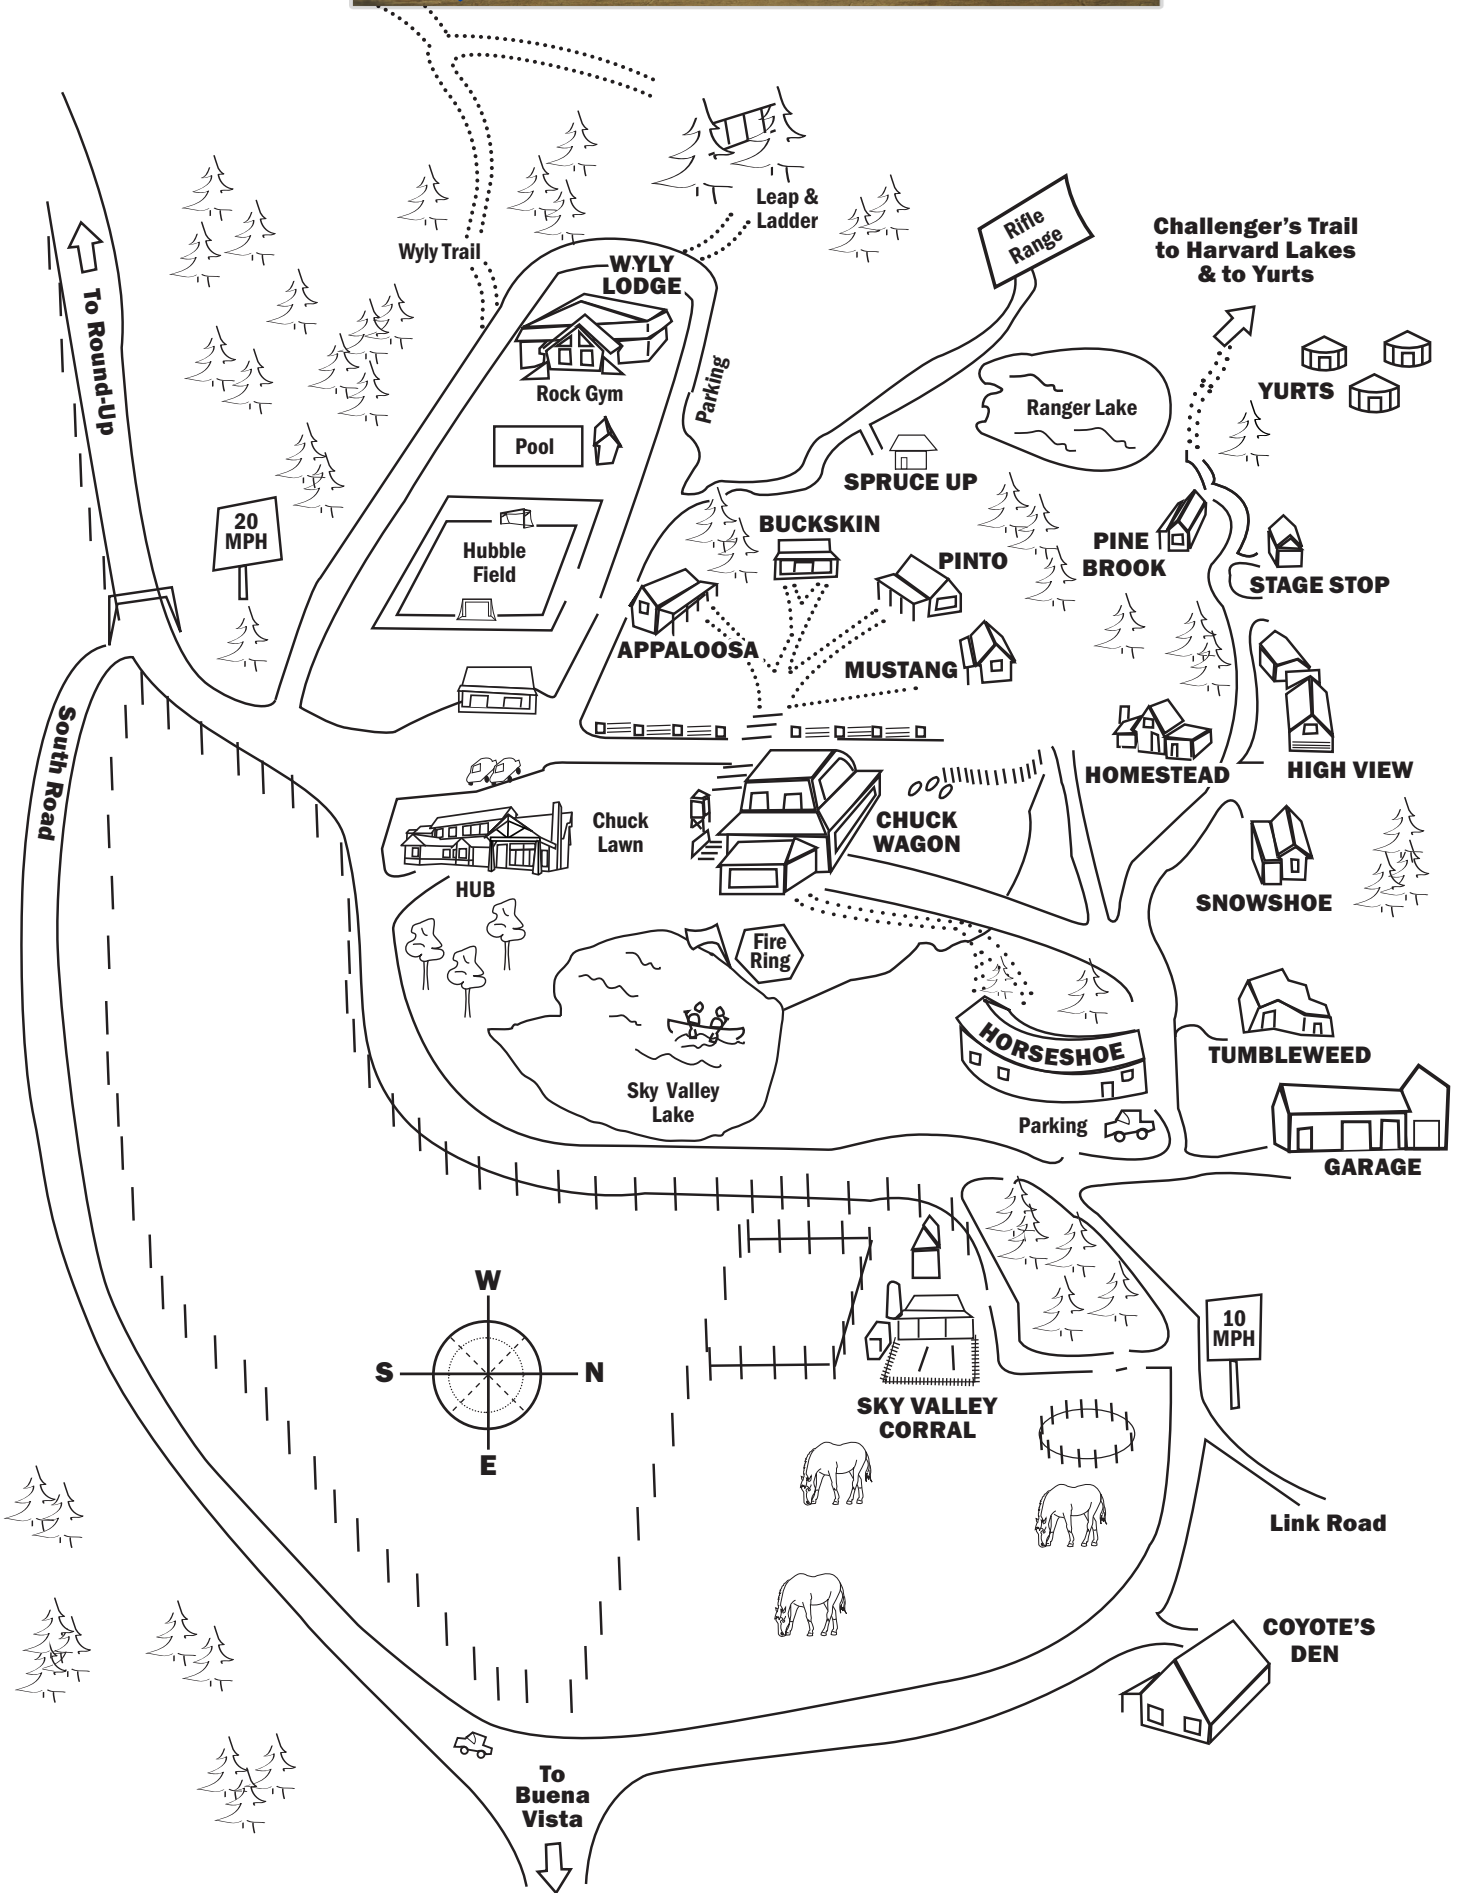 Leap &
Ladder
Rifle
Range
Wyly Trail
Challenger's Trail
to Harvard Lakes
& to Yurts
WYLY
LODGE
To Round-Up
Parking
YURTS
Rock Gym
Ranger Lake
Pool
SPRUCE UP
20
MPH
BUCKSKIN
Hubble
Field
PINTO
PINE
BROOK
STAGE STOP
APPALOOSA
MUSTANG
South Road
HOMESTEAD
HIGH VIEW
Chuck
Lawn
CHUCK
WAGON
HUB
SNOWSHOE
Fire
Ring
HORSESHOE
TUMBLEWEED
Sky Valley
Lake
Parking
GARAGE
W
S
N
E
10
MPH
SKY VALLEY
CORRAL
Link Road
COYOTE'S
DEN
To
Buena
Vista